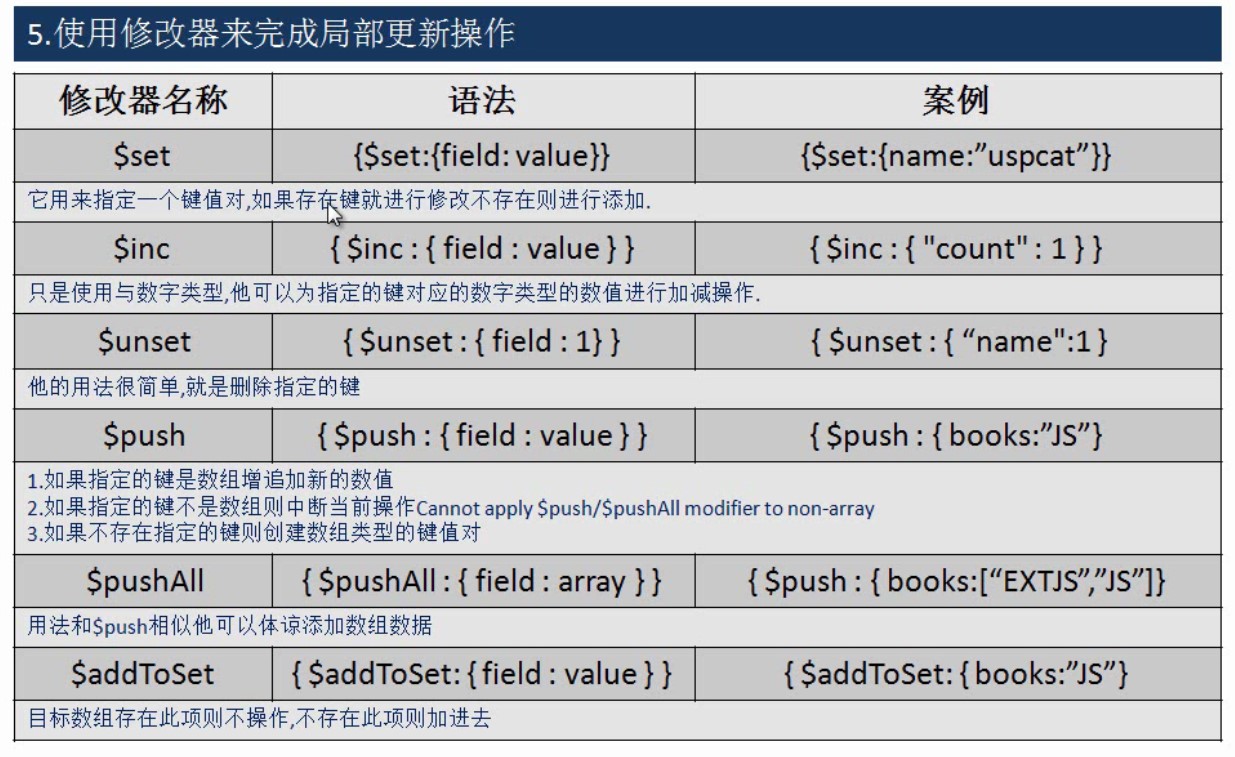 5.使用修改器来完成局部更新操作
修改器名称 语法 案例
$set {$set:{field: value}} {$set:{name:”uspcat”}}
它用来指定一个键值对,如果存在键就进行修改不存在则进行添加.
$inc { $inc : { field : value } } { $inc : { "count" : 1 } }
只是使用与数字类型,他可以为指定的键对应的数字类型的数值进行加减操作.
$unset { $unset : { field : 1} } { $unset : { “name":1 }
他的用法很简单,就是删除指定的键
$push { $push : { field : value } } { $push : { books:”JS”}
1.如果指定的键是数组增追加新的数值
2.如果指定的键不是数组则中断当前操作Cannot apply $push/$pushAll modifier to non-array
3.如果不存在指定的键则创建数组类型的键值对
$pushAll { $pushAll : { field : array } } { $push : { books:[“EXTJS”,”JS”]}
用法和$push相似他可以体谅添加数组数据
$addToSet { $addToSet: { field : value } } { $addToSet: { books:”JS”}
目标数组存在此项则不操作,不存在此项则加进去